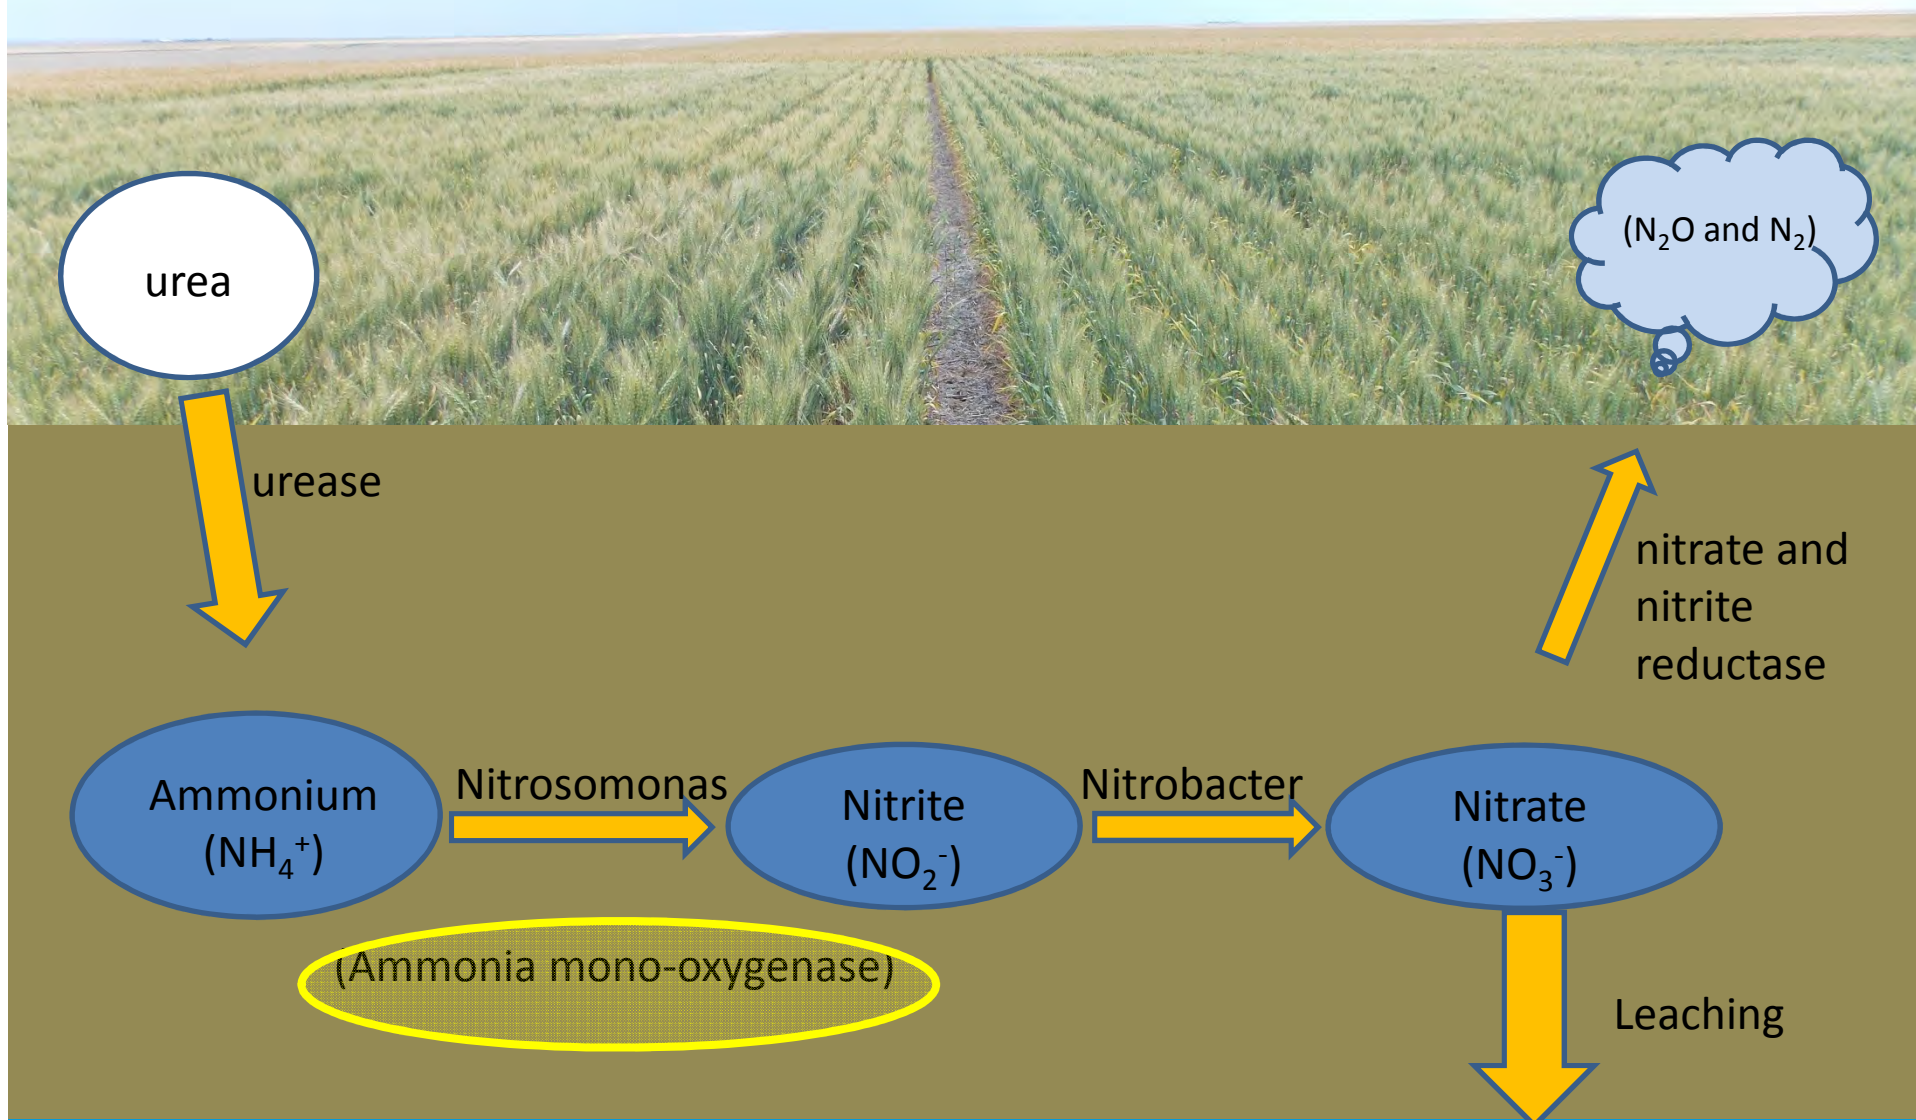 urea
(N₂O and N₂)
urease
nitrate and
nitrite
reductase
Ammonium
(NH₄⁺)
Nitrosomonas
Nitrite
(NO₂⁻)
Nitrobacter
Nitrate
(NO₃⁻)
(Ammonia mono-oxygenase)
Leaching